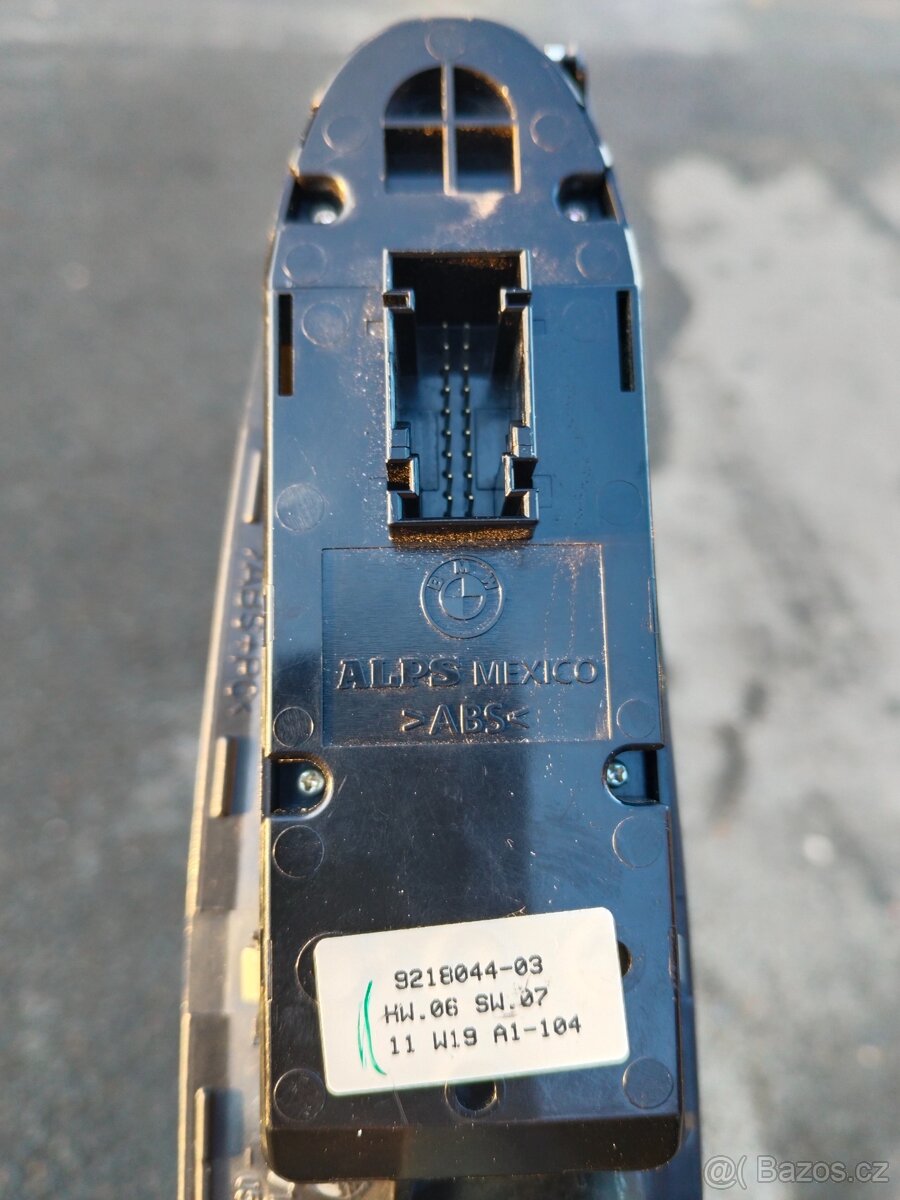 BMW
ALPS MEXICO
>ABS<
>ABS+PC<
9218044-03
HW.06 SW.07
11 W19 A1-104
@( Bazos.cz